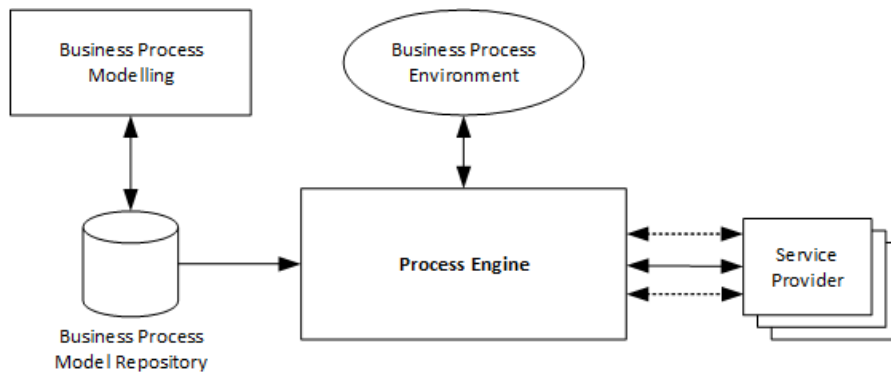 Business Process
Modelling
Business Process
Environment
Process Engine
Service
Provider
Business Process
Model Repository